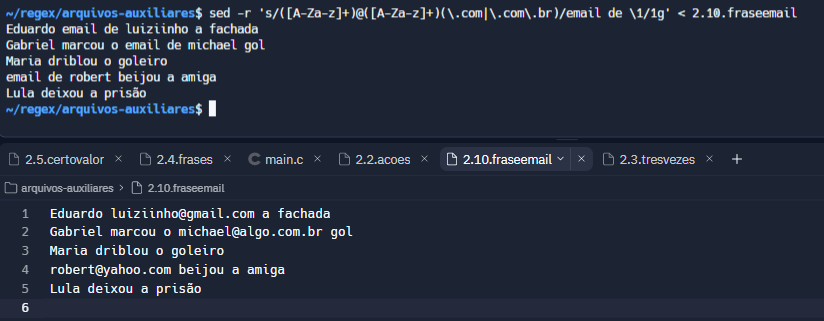 ~/regex/arquivos-auxiliares$ sed -r 's/([A-Za-z]+)@([A-Za-z]+)(\.com|\.com\.br)/email de \1/1g' < 2.10.fraseemail
Eduardo email de luiziinho a fachada
Gabriel marcou o email de michael gol
Maria driblou o goleiro
email de robert beijou a amiga
Lula deixou a prisão
~/regex/arquivos-auxiliares$
2.5.certovalor × 2.4.frases × C main.c × 2.2.acoes × 2.10.fraseemail × 2.3.tresvezes × +
arquivos-auxiliares > 2.10.fraseemail
1 Eduardo luiziinho@gmail.com a fachada
2 Gabriel marcou o michael@algo.com.br gol
3 Maria driblou o goleiro
4 robert@yahoo.com beijou a amiga
5 Lula deixou a prisão
6